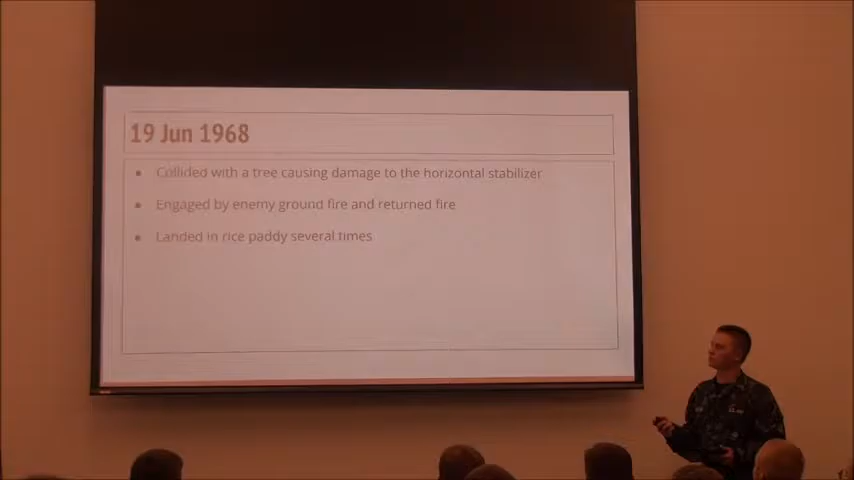 19 Jun 1968
Collided with a tree causing damage to the horizontal stabilizer
Engaged by enemy ground fire and returned fire
Landed in rice paddy several times